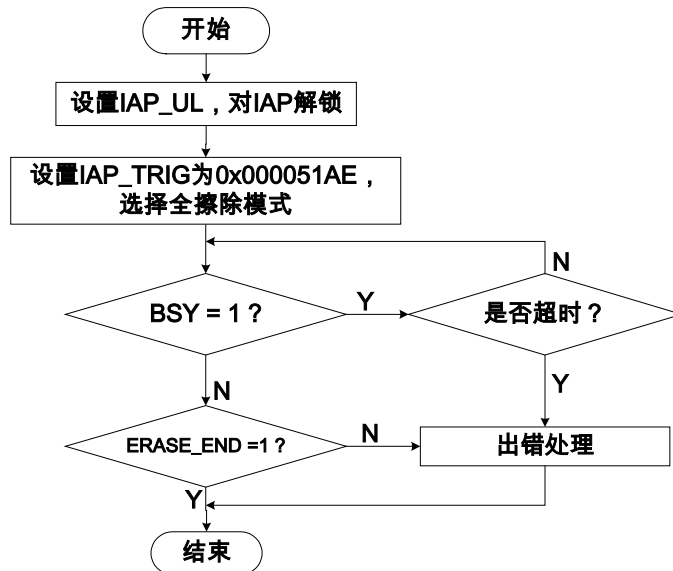 开始
设置IAP_UL，对IAP解锁
设置IAP_TRIG为0x000051AE，
选择全擦除模式
N
BSY = 1？
Y
是否超时？
N
Y
ERASE_END =1？
N
出错处理
Y
结束